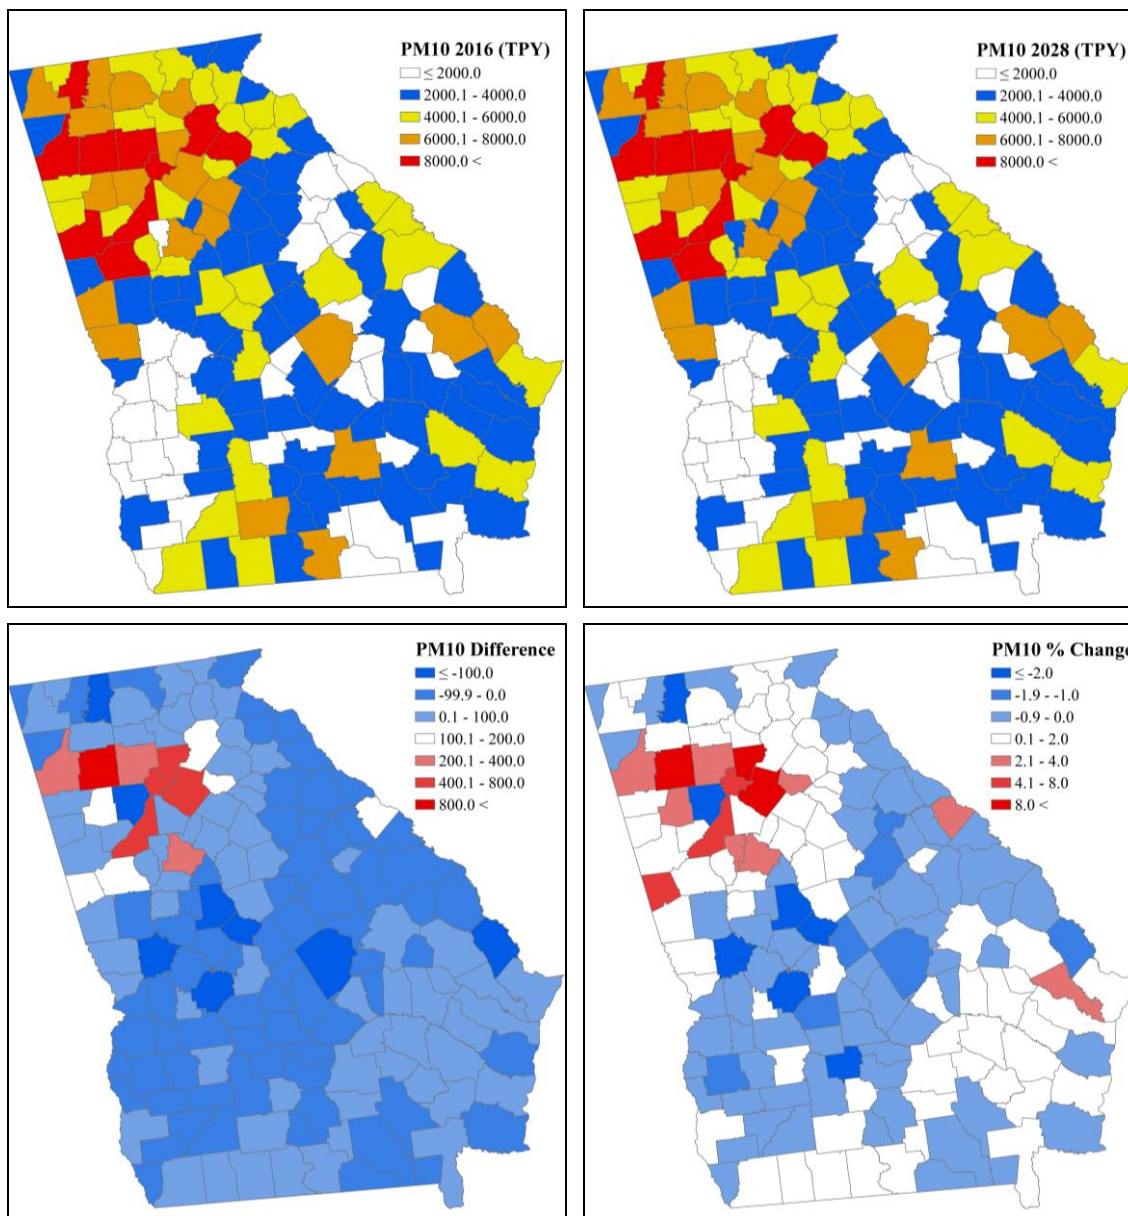 PM10 2016 (TPY)
≤ 2000.0
2000.1 - 4000.0
4000.1 - 6000.0
6000.1 - 8000.0
8000.0 <
PM10 2028 (TPY)
≤ 2000.0
2000.1 - 4000.0
4000.1 - 6000.0
6000.1 - 8000.0
8000.0 <
PM10 Difference
≤ -100.0
-99.9 - 0.0
0.1 - 100.0
100.1 - 200.0
200.1 - 400.0
400.1 - 800.0
800.0 <
PM10 % Change
≤ -2.0
-1.9 - -1.0
-0.9 - 0.0
0.1 - 2.0
2.1 - 4.0
4.1 - 8.0
8.0 <